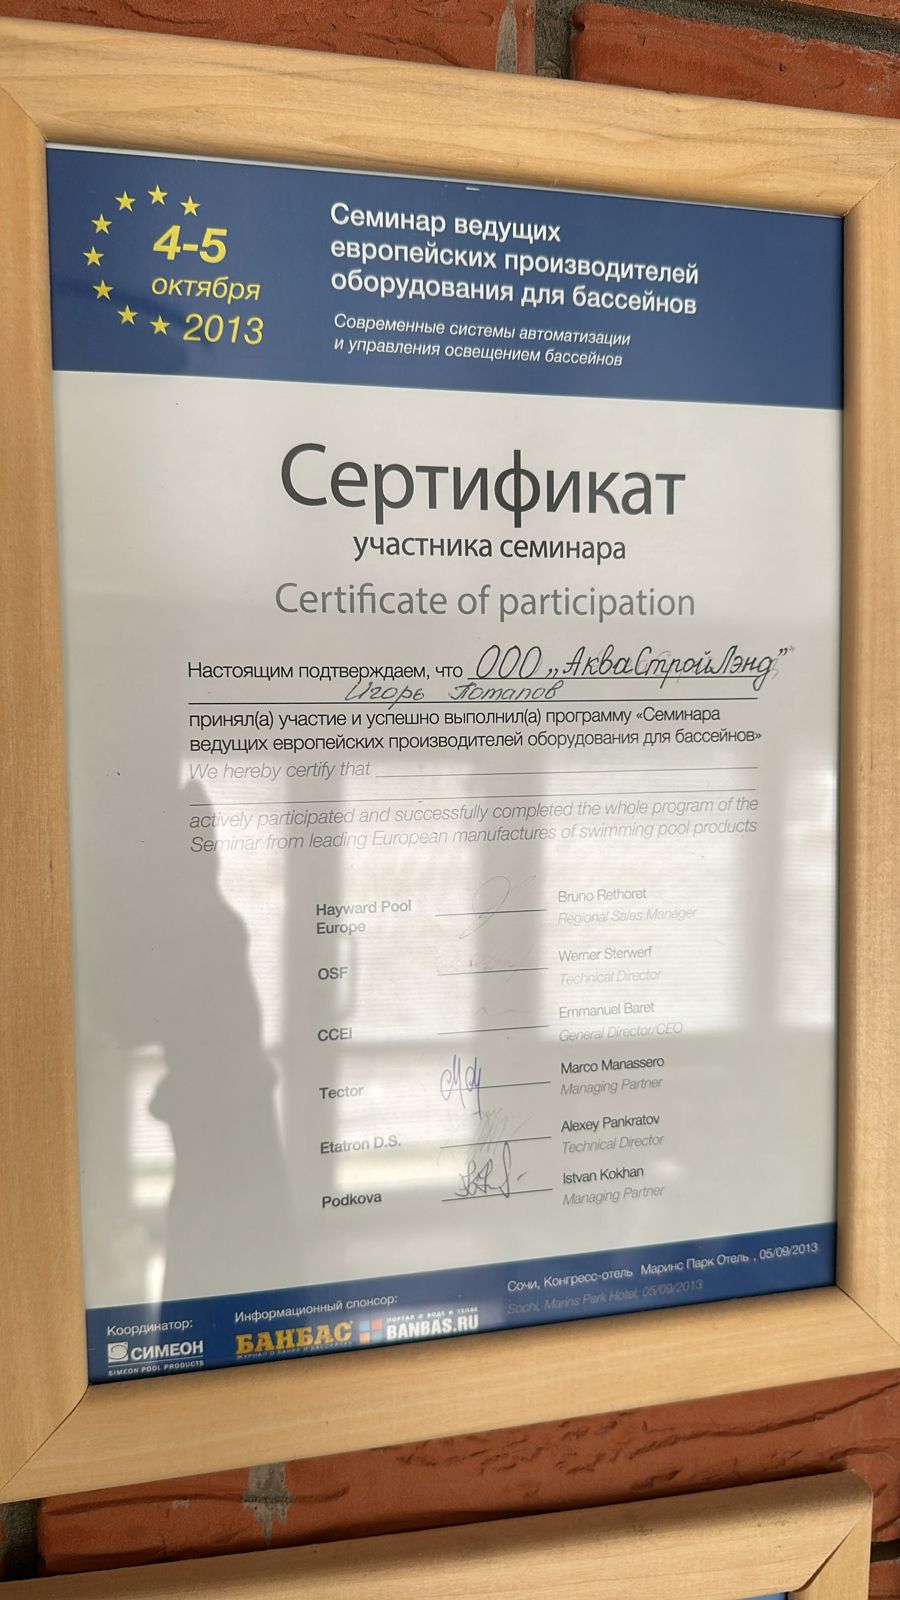 4-5
октября
2013
Семинар ведущих
европейских производителей
оборудования для бассейнов
Современные системы автоматизации
и управления освещением бассейнов
Сертификат
участника семинара
Certificate of participation
Настоящим подтверждаем, что ООО „АкваСтройЛэнд”
Игорь Потапов
принял(а) участие и успешно выполнил(а) программу «Семинара
ведущих европейских производителей оборудования для бассейнов»
We hereby certify that
actively participated and successfully completed the whole program of the
Seminar from leading European manufactures of swimming pool products
Hayward Pool Europe
Bruno Rethoret
Regional Sales Manager
OSF
Werner Sterwerf
Technical Director
CCEI
Emmanuel Baret
General Director/CEO
Tector
Marco Manassero
Managing Partner
Etatron D.S.
Alexey Pankratov
Technical Director
Podkova
Istvan Kokhan
Managing Partner
Координатор:
СИМЕОН
SIMEON POOL PRODUCTS
Информационный спонсор:
БАНБАС
ПОРТАЛ О ВОДЕ И ТЕПЛЕ
BANBAS.RU
Сочи, Конгресс-отель Маринс Парк Отель , 05/09/2013
Sochi, Marins Park Hotel, 05/09/2013